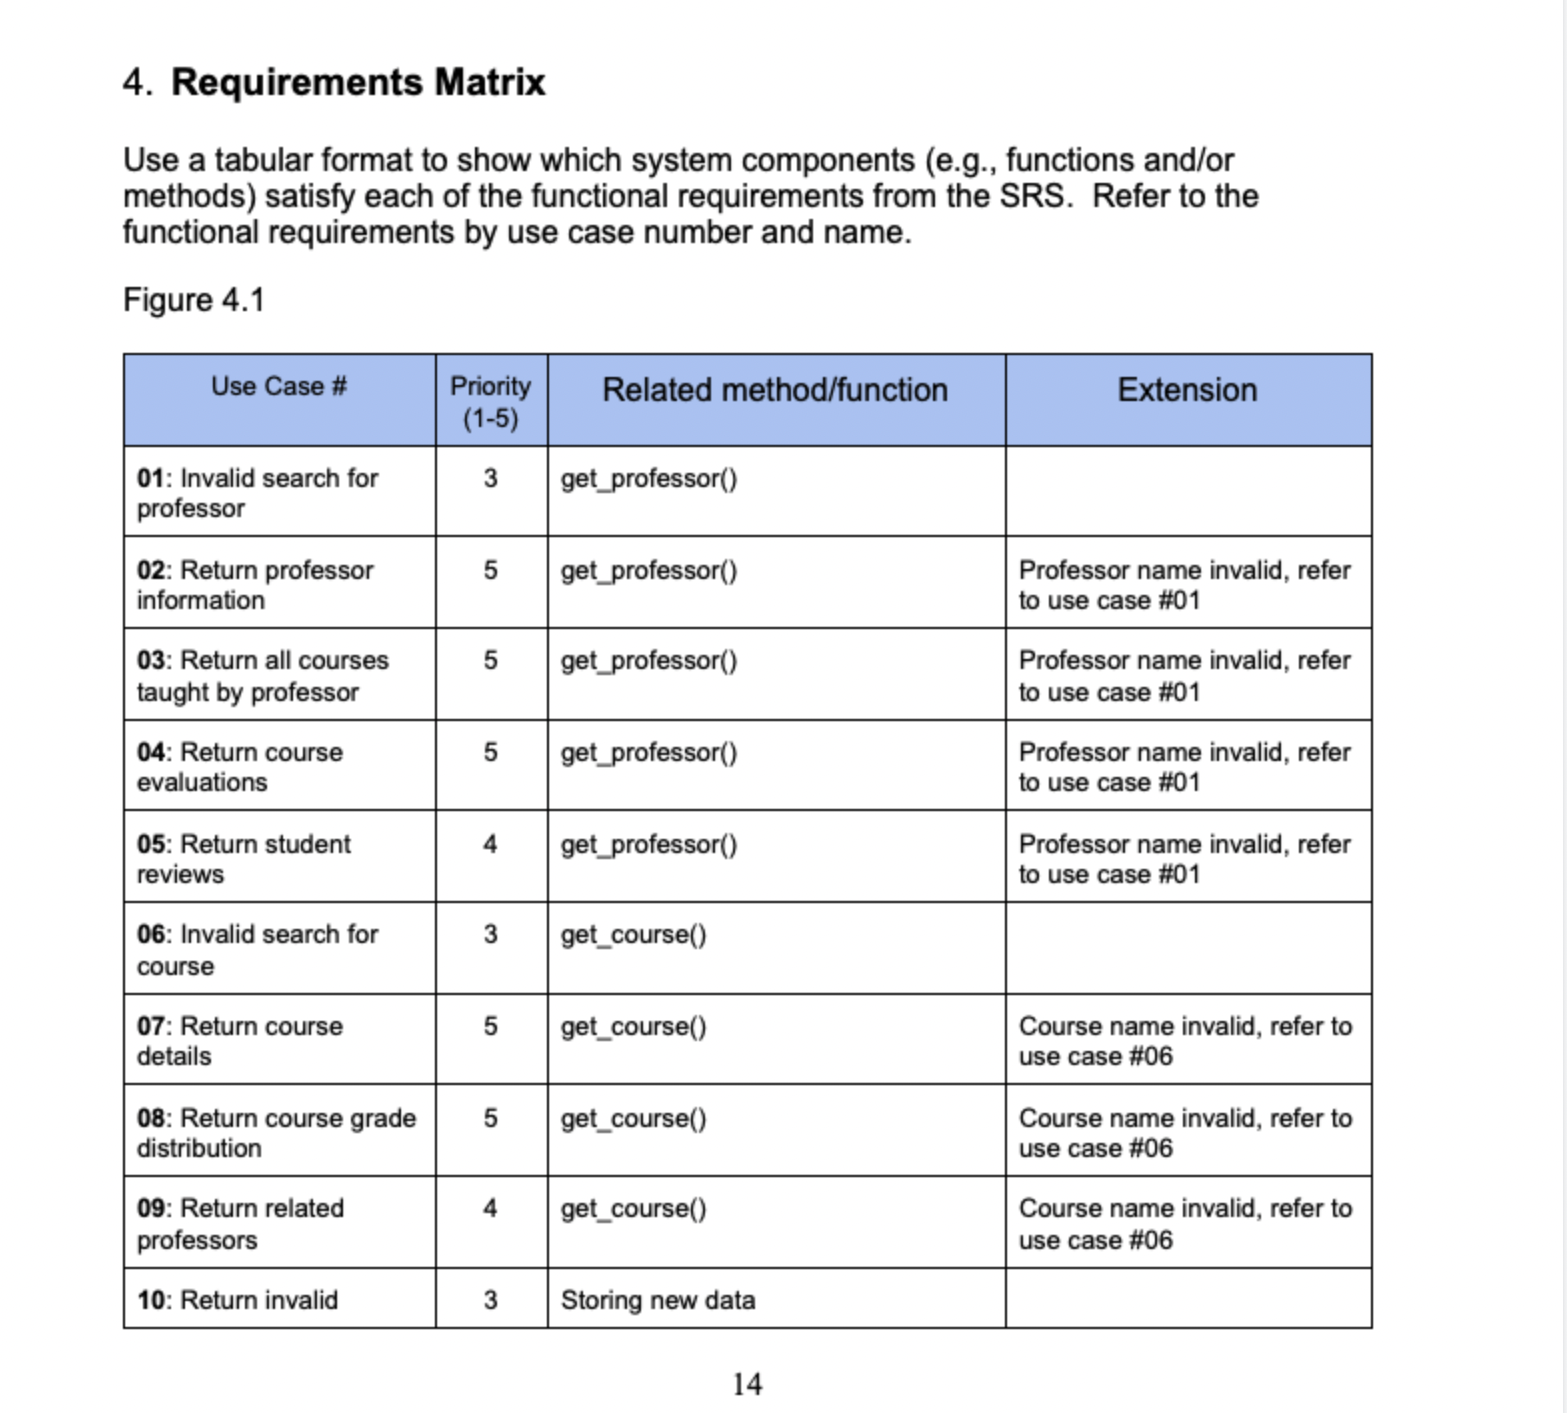 4. Requirements Matrix
Use a tabular format to show which system components (e.g., functions and/or
methods) satisfy each of the functional requirements from the SRS.  Refer to the
functional requirements by use case number and name.
Figure 4.1
Use Case #
Priority
(1-5)
Related method/function
Extension
01: Invalid search for
professor
3
get_professor()
02: Return professor
information
5
get_professor()
Professor name invalid, refer
to use case #01
03: Return all courses
taught by professor
5
get_professor()
Professor name invalid, refer
to use case #01
04: Return course
evaluations
5
get_professor()
Professor name invalid, refer
to use case #01
05: Return student
reviews
4
get_professor()
Professor name invalid, refer
to use case #01
06: Invalid search for
course
3
get_course()
07: Return course
details
5
get_course()
Course name invalid, refer to
use case #06
08: Return course grade
distribution
5
get_course()
Course name invalid, refer to
use case #06
09: Return related
professors
4
get_course()
Course name invalid, refer to
use case #06
10: Return invalid
3
Storing new data
14